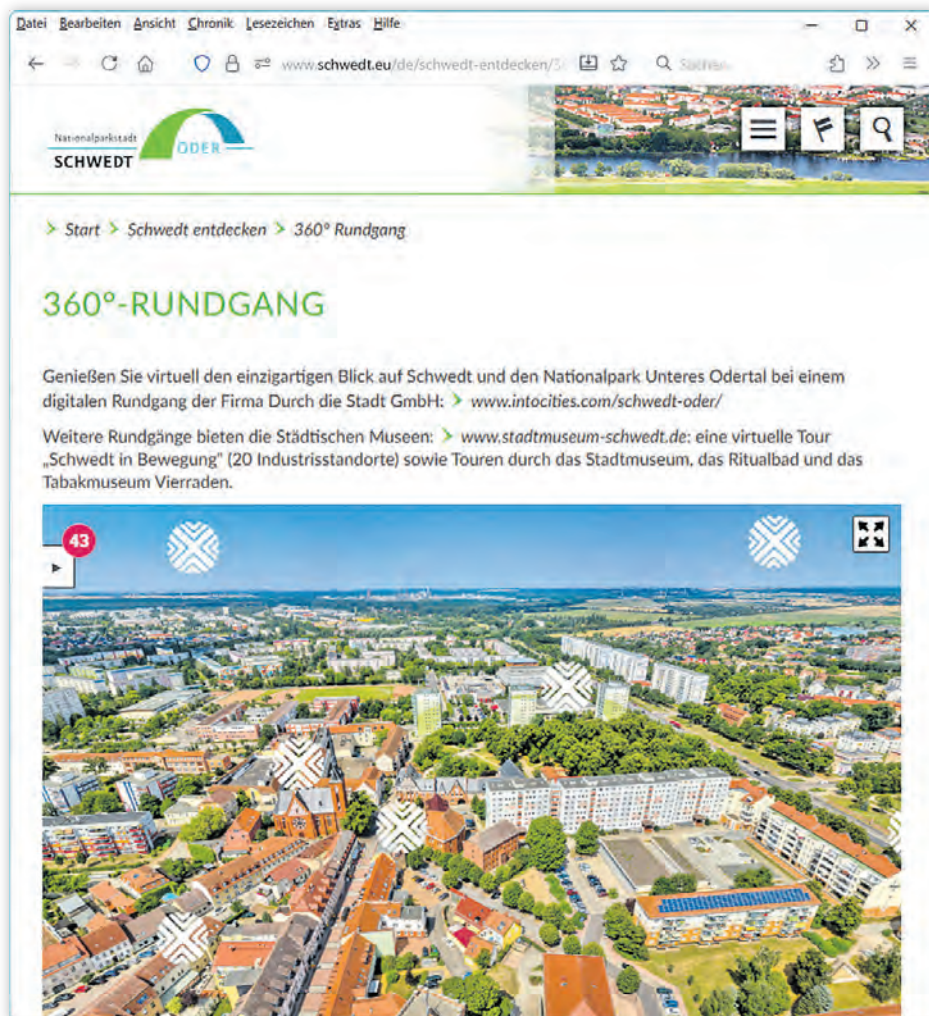 Datei Bearbeiten Ansicht Chronik Lesezeichen Extras Hilfe
www.schwedt.eu/de/schwedt-entdecken/3
Suchen
Nationalparkstadt
SCHWEDT
ODER
Start > Schwedt entdecken > 360° Rundgang
360°-RUNDGANG
Genießen Sie virtuell den einzigartigen Blick auf Schwedt und den Nationalpark Unteres Odertal bei einem
digitalen Rundgang der Firma Durch die Stadt GmbH: > www.intocities.com/schwedt-oder/
Weitere Rundgänge bieten die Städtischen Museen: > www.stadtmuseum-schwedt.de: eine virtuelle Tour
„Schwedt in Bewegung" (20 Industrisstandorte) sowie Touren durch das Stadtmuseum, das Ritualbad und das
Tabakmuseum Vierraden.
43